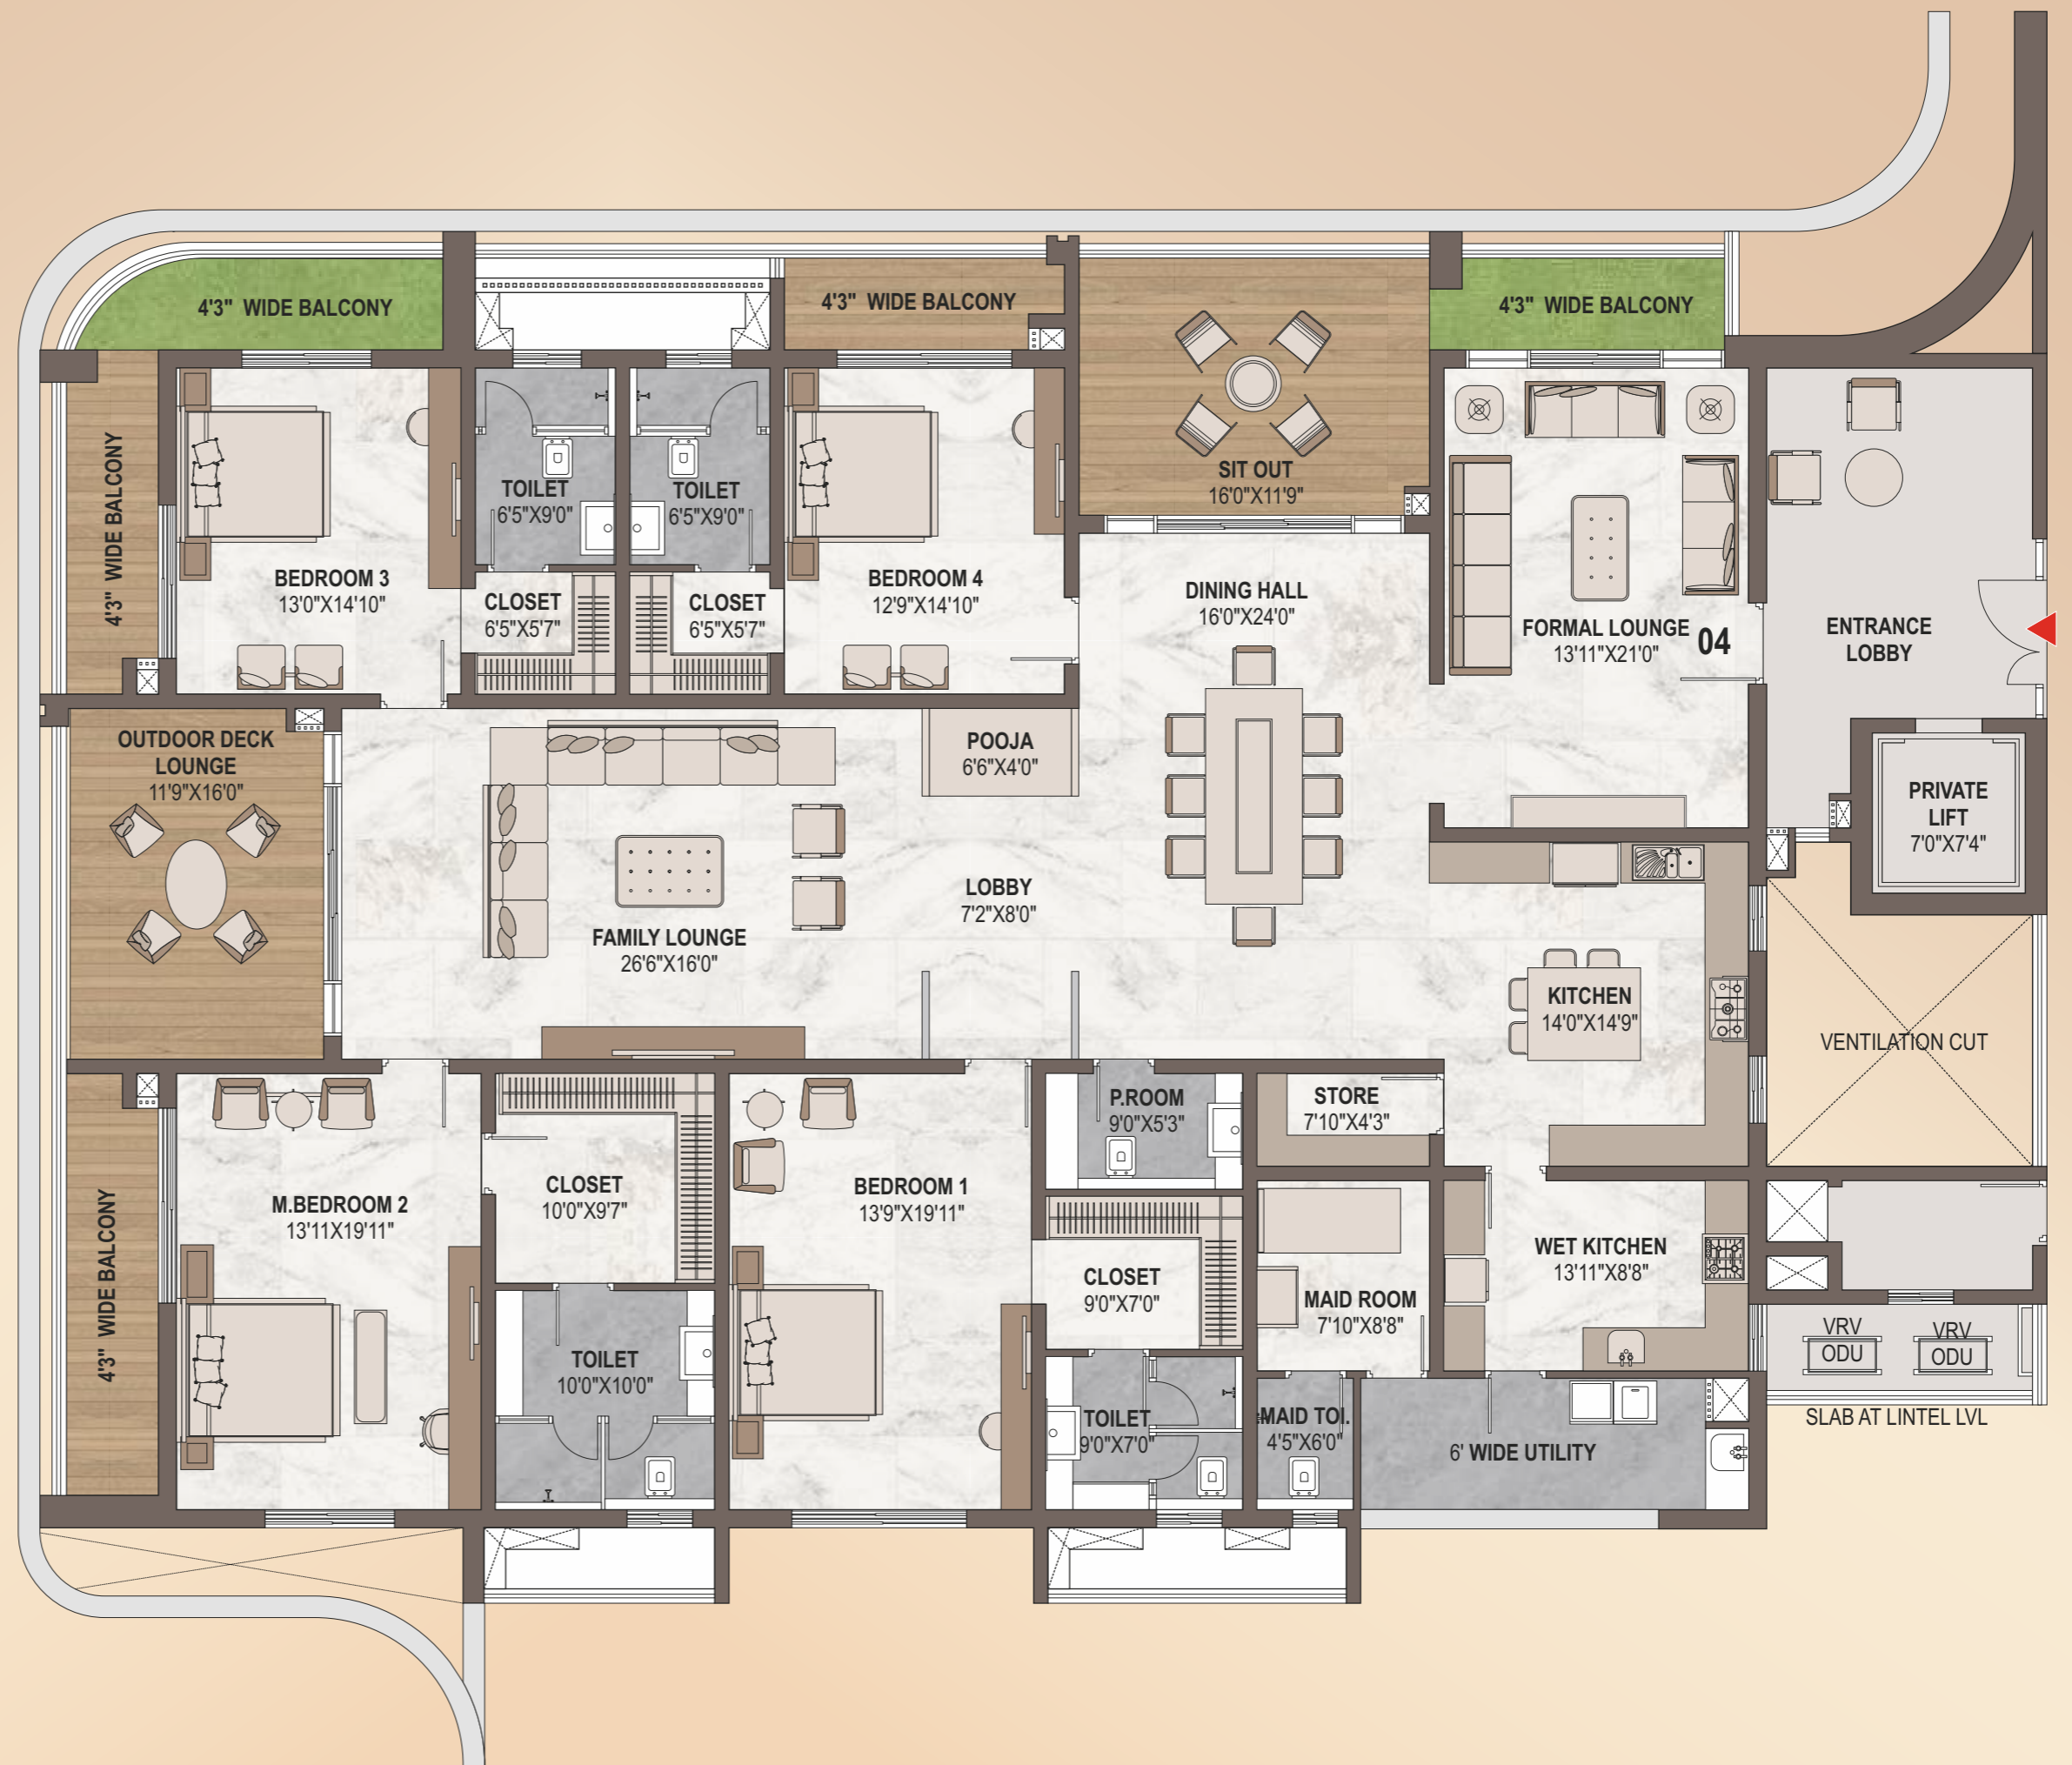 4'3" WIDE BALCONY
4'3" WIDE BALCONY
4'3" WIDE BALCONY
4'3" WIDE BALCONY
SIT OUT
16'0"X11'9"
TOILET
6'5"X9'0"
TOILET
6'5"X9'0"
BEDROOM 3
13'0"X14'10"
CLOSET
6'5"X5'7"
CLOSET
6'5"X5'7"
BEDROOM 4
12'9"X14'10"
DINING HALL
16'0"X24'0"
FORMAL LOUNGE
13'11"X21'0"
04
ENTRANCE
LOBBY
OUTDOOR DECK
LOUNGE
11'9"X16'0"
POOJA
6'6"X4'0"
PRIVATE
LIFT
7'0"X7'4"
FAMILY LOUNGE
26'6"X16'0"
LOBBY
7'2"X8'0"
KITCHEN
14'0"X14'9"
VENTILATION CUT
4'3" WIDE BALCONY
M.BEDROOM 2
13'11X19'11"
CLOSET
10'0"X9'7"
BEDROOM 1
13'9"X19'11"
P.ROOM
9'0"X5'3"
STORE
7'10"X4'3"
CLOSET
9'0"X7'0"
MAID ROOM
7'10"X8'8"
WET KITCHEN
13'11"X8'8"
VRV
ODU
VRV
ODU
TOILET
10'0"X10'0"
TOILET
9'0"X7'0"
MAID TOI.
4'5"X6'0"
6' WIDE UTILITY
SLAB AT LINTEL LVL